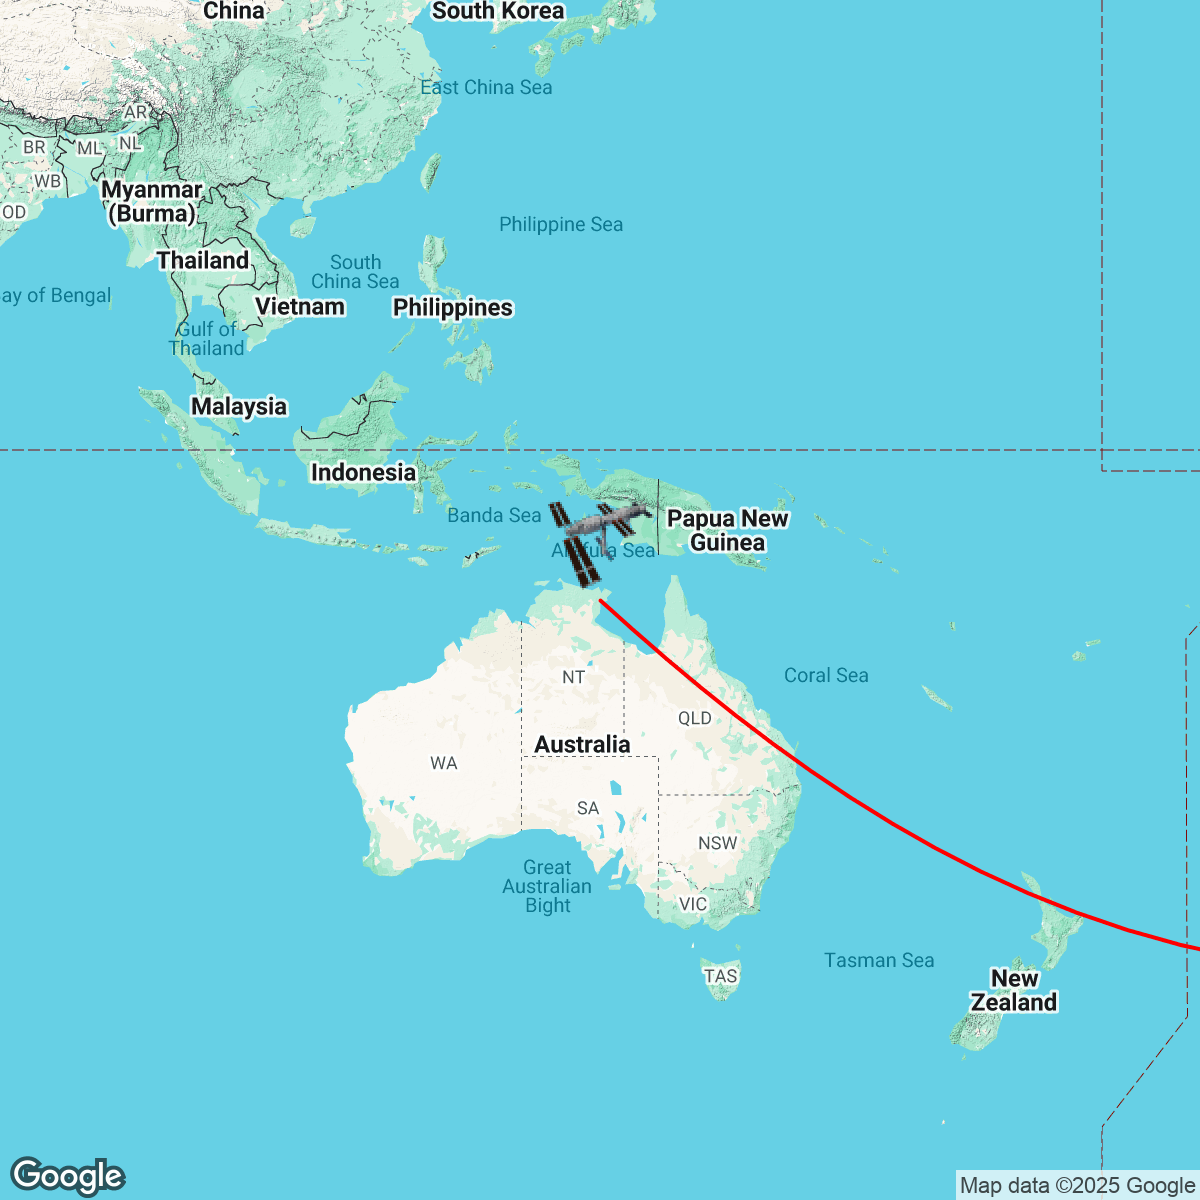 China
South Korea
East China Sea
AR
BR
ML
NL
WB
Myanmar
(Burma)
OD
Philippine Sea
Thailand
South
China Sea
ay of Bengal
Vietnam
Philippines
Gulf of
Thailand
Malaysia
Indonesia
Banda Sea
Papua New
Guinea
Arafura Sea
Coral Sea
NT
QLD
Australia
WA
SA
NSW
Great
Australian
Bight
VIC
Tasman Sea
TAS
New
Zealand
Google
Map data ©2025 Google